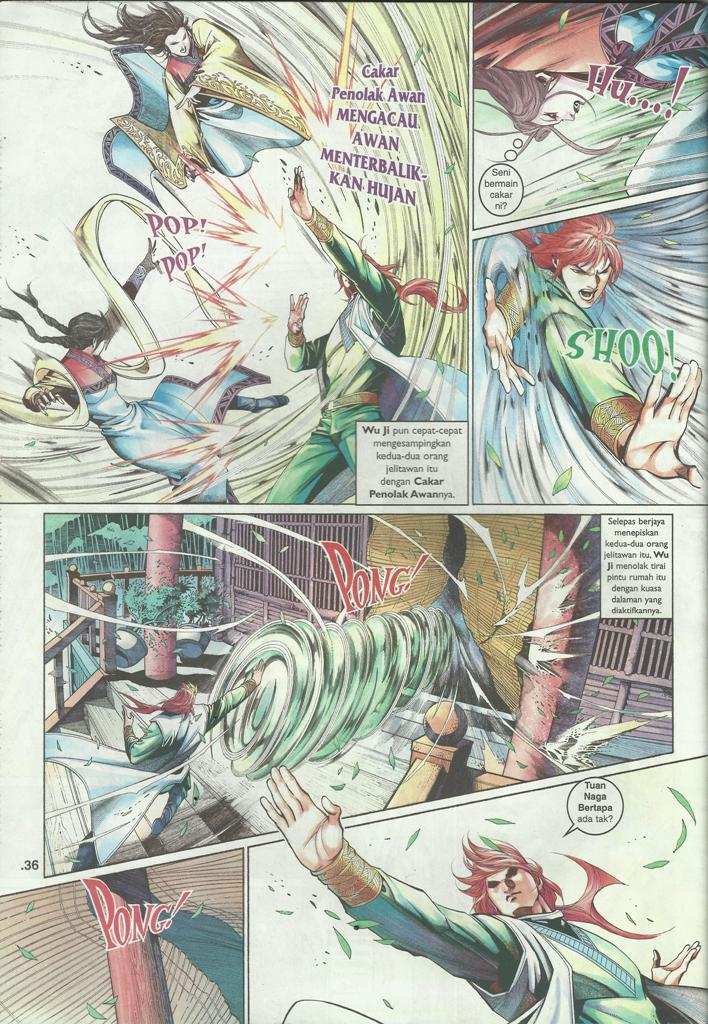 Cakar
Penolak Awan
MENGACAU
AWAN
MENTERBALIK-
KAN HUJAN
POP!
POP!
Wu Ji pun cepat-cepat
mengesampingkan
kedua-dua orang
jelitawan itu
dengan Cakar
Penolak Awannya.
Hu....!
Seni
bermain
cakar
ni?
SHOO!
PONG!
Selepas berjaya
menepiskan
kedua-dua orang
jelitawan itu, Wu
Ji menolak tirai
pintu rumah itu
dengan kuasa
dalaman yang
diaktifkannya.
PONG!
Tuan
Naga
Bertapa
ada tak?
.36